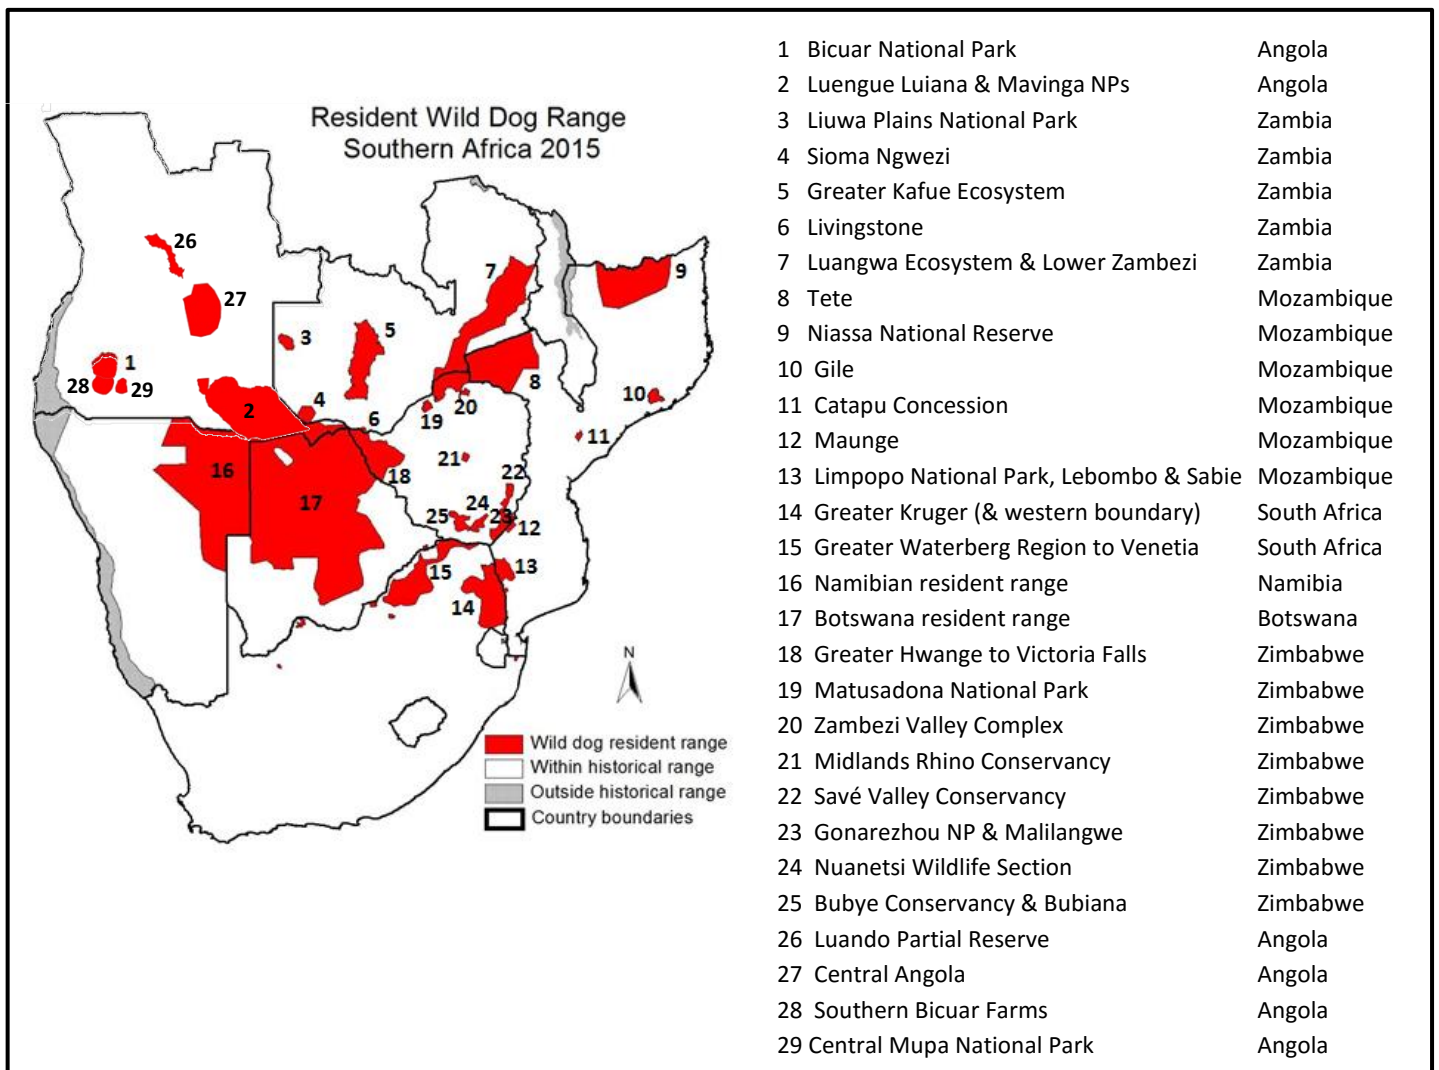 Resident Wild Dog Range
Southern Africa 2015
26
27
1
28
29
2
3
4
5
6
7
8
9
10
11
12
13
14
15
16
17
18
19
20
21
22
23
24
25
N
Wild dog resident range
Within historical range
Outside historical range
Country boundaries
1 Bicuar National Park Angola
2 Luengue Luiana & Mavinga NPs Angola
3 Liuwa Plains National Park Zambia
4 Sioma Ngwezi Zambia
5 Greater Kafue Ecosystem Zambia
6 Livingstone Zambia
7 Luangwa Ecosystem & Lower Zambezi Zambia
8 Tete Mozambique
9 Niassa National Reserve Mozambique
10 Gile Mozambique
11 Catapu Concession Mozambique
12 Maunge Mozambique
13 Limpopo National Park, Lebombo & Sabie Mozambique
14 Greater Kruger (& western boundary) South Africa
15 Greater Waterberg Region to Venetia South Africa
16 Namibian resident range Namibia
17 Botswana resident range Botswana
18 Greater Hwange to Victoria Falls Zimbabwe
19 Matusadona National Park Zimbabwe
20 Zambezi Valley Complex Zimbabwe
21 Midlands Rhino Conservancy Zimbabwe
22 Savé Valley Conservancy Zimbabwe
23 Gonarezhou NP & Malilangwe Zimbabwe
24 Nuanetsi Wildlife Section Zimbabwe
25 Bubye Conservancy & Bubiana Zimbabwe
26 Luando Partial Reserve Angola
27 Central Angola Angola
28 Southern Bicuar Farms Angola
29 Central Mupa National Park Angola